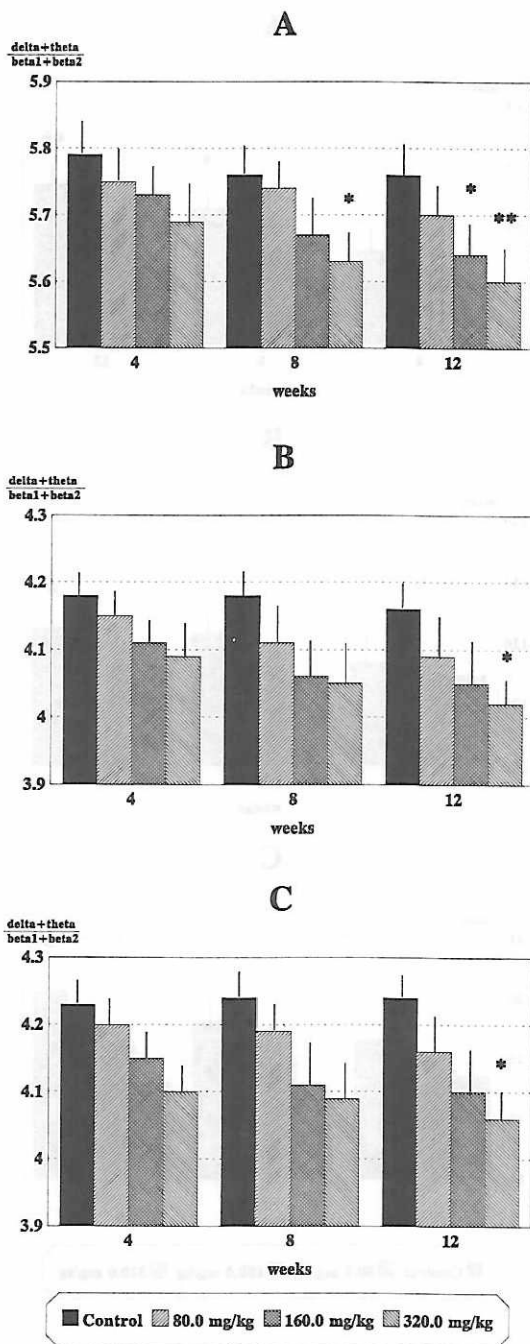 A
delta+theta
beta1+beta2
5.9
5.8
*
*
5.7
**
5.6
5.5
4 8 12
weeks
B
delta+theta
beta1+beta2
4.3
4.2
4.1
*
4
3.9
4 8 12
weeks
C
delta+theta
beta1+beta2
4.3
4.2
*
4.1
4
3.9
4 8 12
weeks
Control 80.0 mg/kg 160.0 mg/kg 320.0 mg/kg